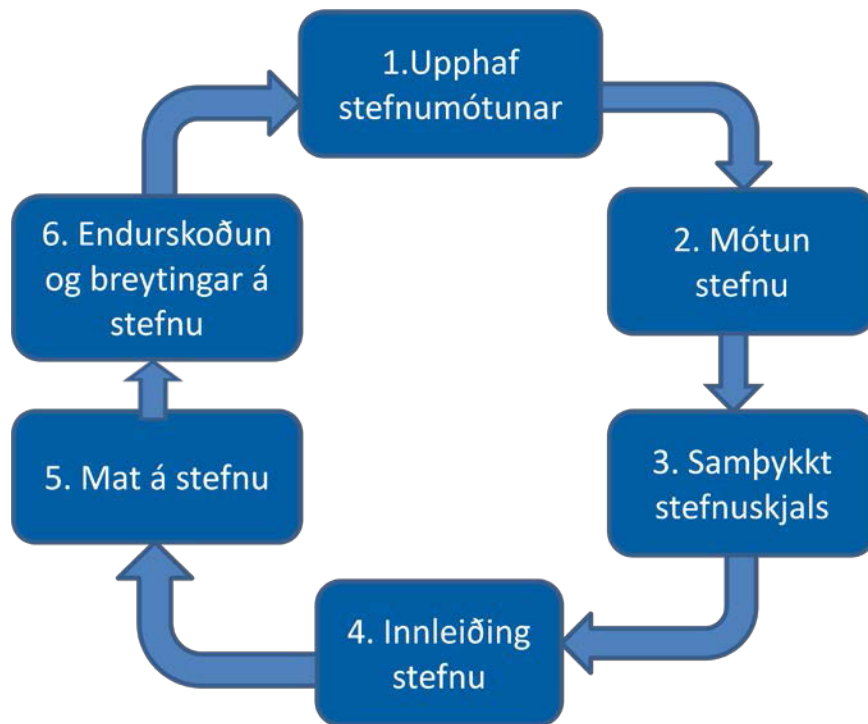 1.Upphaf
stefnumótunar
2. Mótun
stefnu
3. Samþykkt
stefnuskjals
4. Innleiðing
stefnu
5. Mat á stefnu
6. Endurskoðun
og breytingar á
stefnu